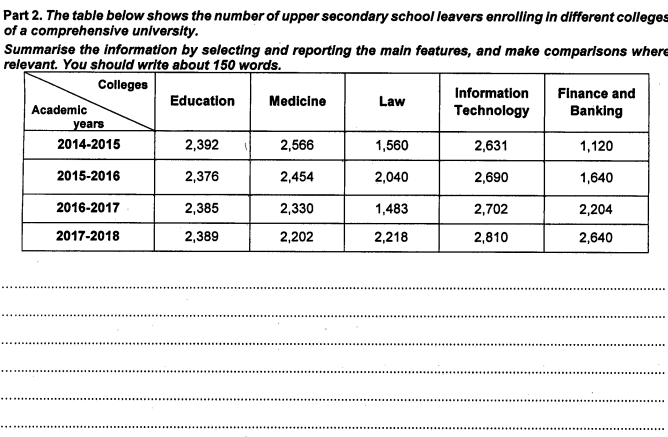 Part 2. The table below shows the number of upper secondary school leavers enrolling in different colleges
of a comprehensive university.
Summarise the information by selecting and reporting the main features, and make comparisons where
relevant. You should write about 150 words.
Colleges
Academic
years
Education
Medicine
Law
Information
Technology
Finance and
Banking
2014-2015 2,392 2,566 1,560 2,631 1,120
2015-2016 2,376 2,454 2,040 2,690 1,640
2016-2017 2,385 2,330 1,483 2,702 2,204
2017-2018 2,389 2,202 2,218 2,810 2,640